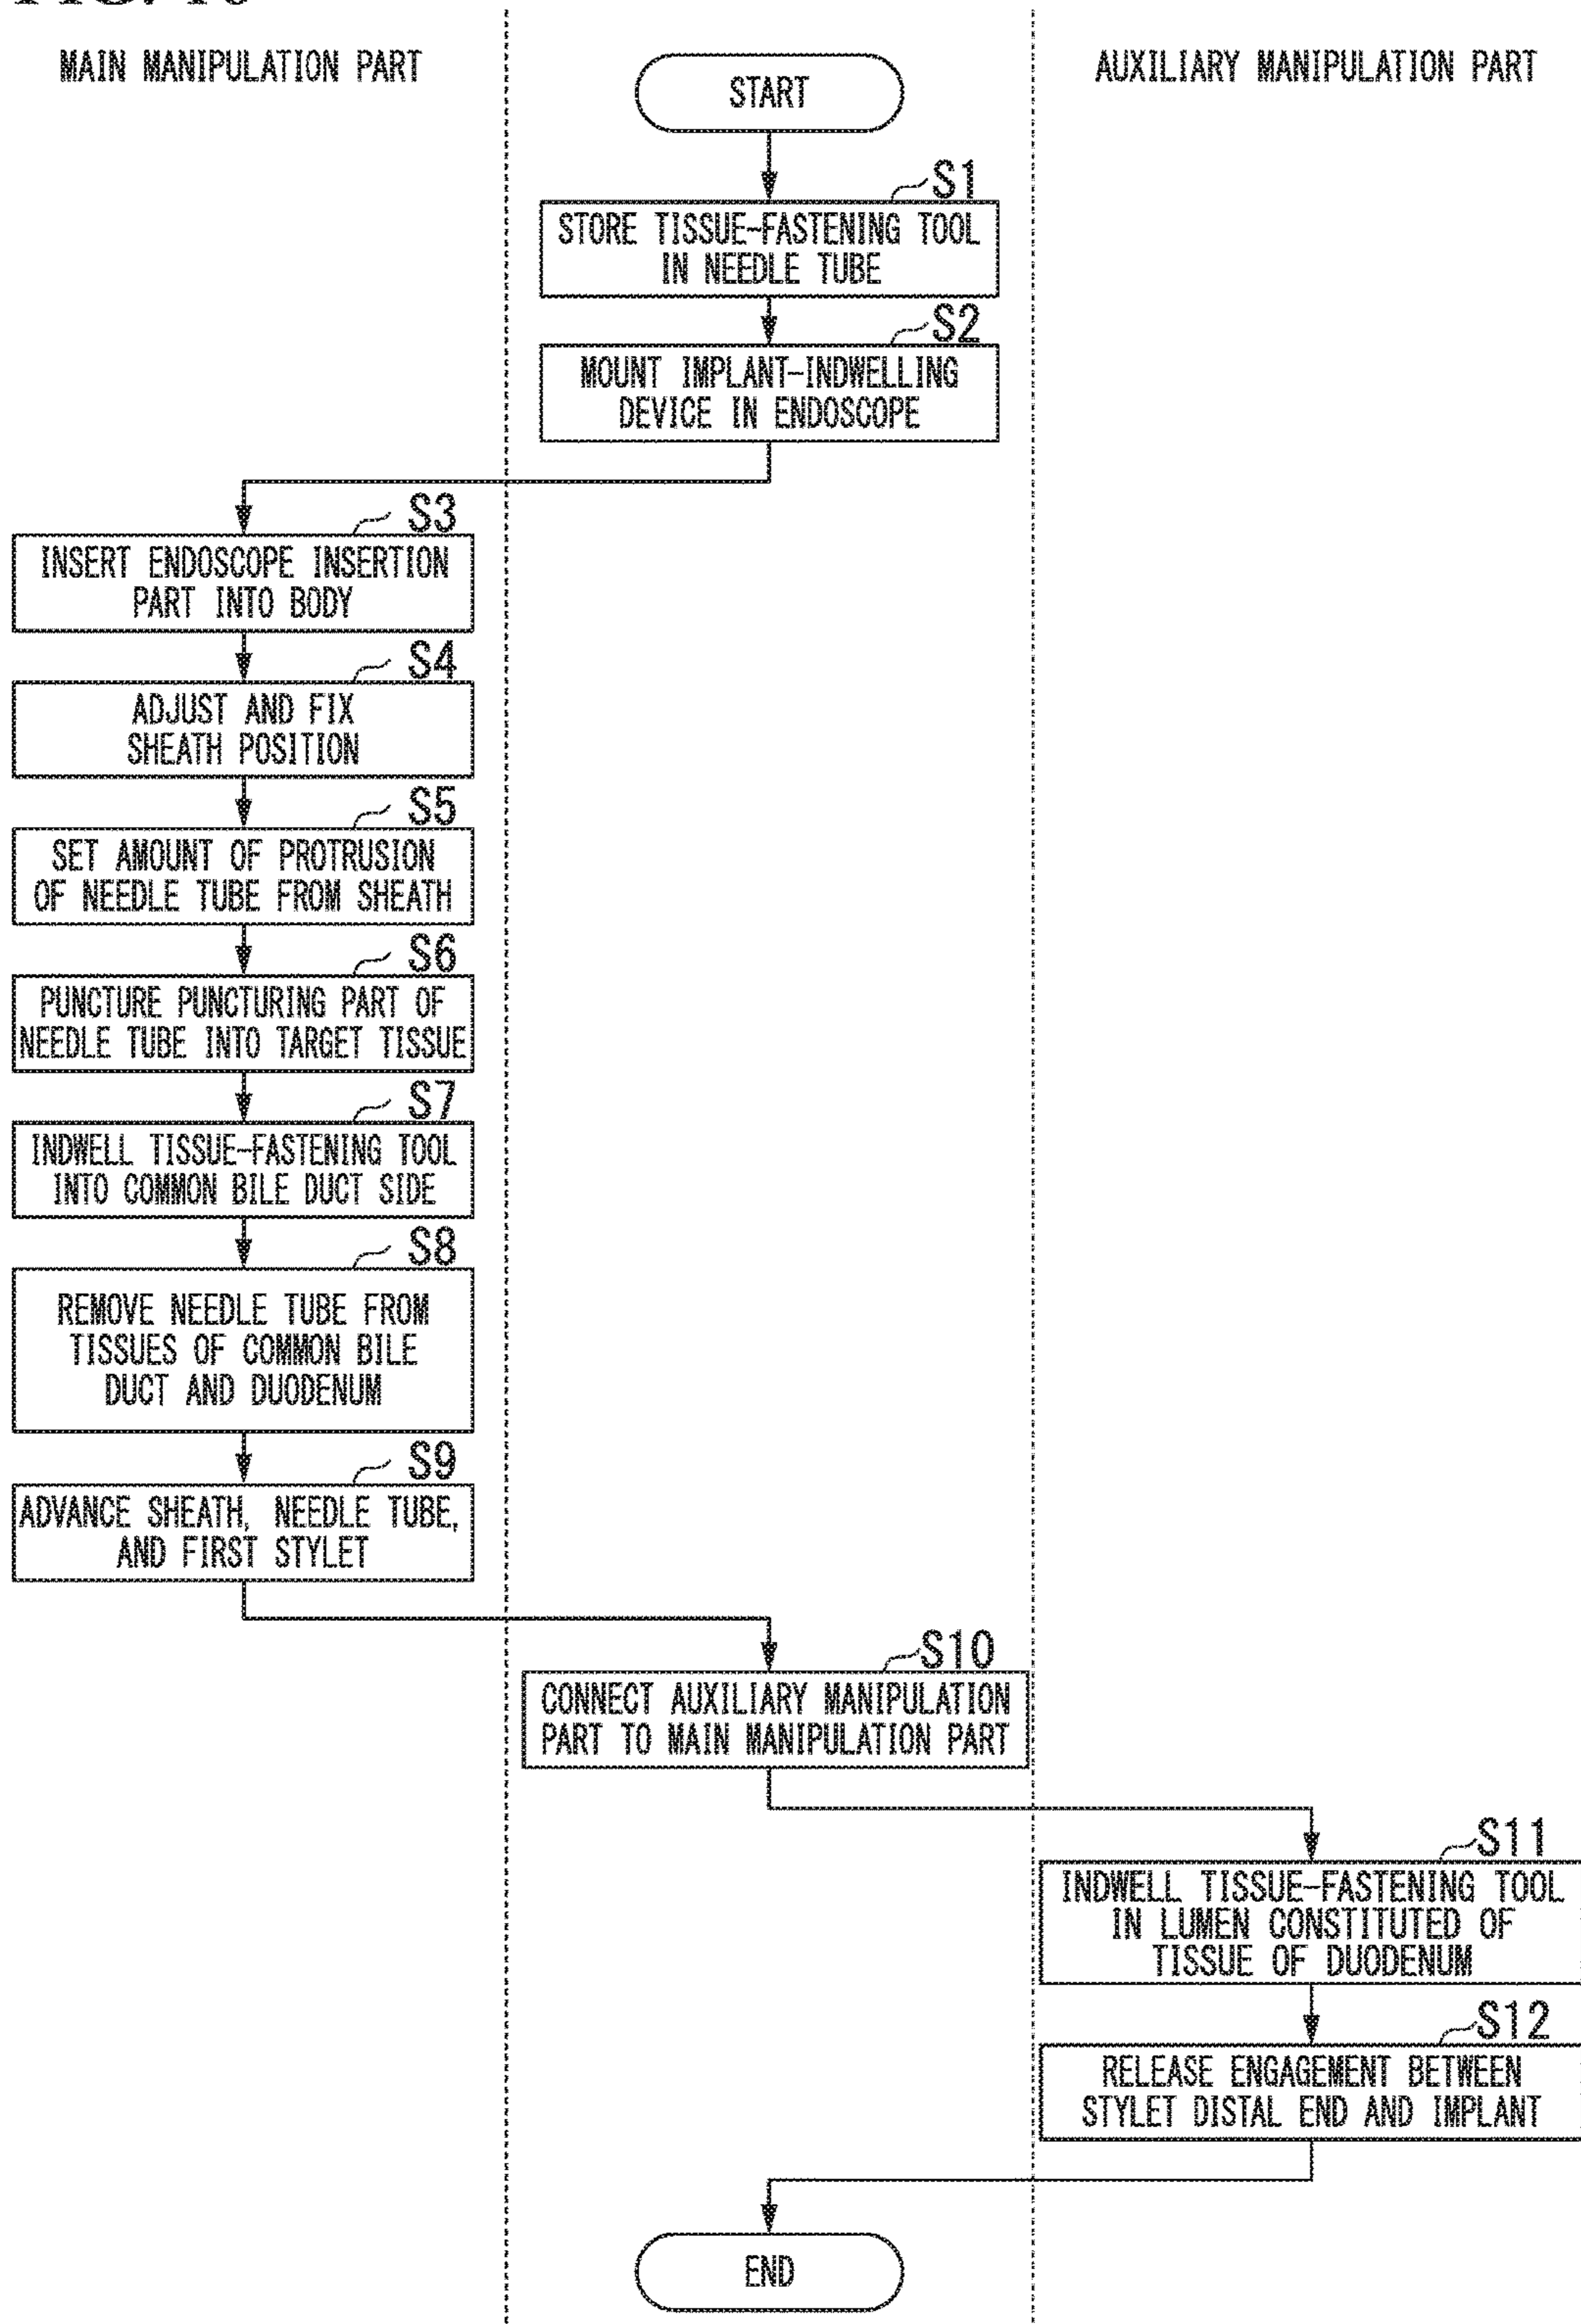 MAIN MANIPULATION PART
AUXILIARY MANIPULATION PART
START
S1
STORE TISSUE-FASTENING TOOL
IN NEEDLE TUBE
S2
MOUNT IMPLANT-INDWELLING
DEVICE IN ENDOSCOPE
S3
INSERT ENDOSCOPE INSERTION
PART INTO BODY
S4
ADJUST AND FIX
SHEATH POSITION
S5
SET AMOUNT OF PROTRUSION
OF NEEDLE TUBE FROM SHEATH
S6
PUNCTURE PUNCTURING PART OF
NEEDLE TUBE INTO TARGET TISSUE
S7
INDWELL TISSUE-FASTENING TOOL
INTO COMMON BILE DUCT SIDE
S8
REMOVE NEEDLE TUBE FROM
TISSUES OF COMMON BILE
DUCT AND DUODENUM
S9
ADVANCE SHEATH, NEEDLE TUBE,
AND FIRST STYLET
S10
CONNECT AUXILIARY MANIPULATION
PART TO MAIN MANIPULATION PART
S11
INDWELL TISSUE-FASTENING TOOL
IN LUMEN CONSTITUTED OF
TISSUE OF DUODENUM
S12
RELEASE ENGAGEMENT BETWEEN
STYLET DISTAL END AND IMPLANT
END